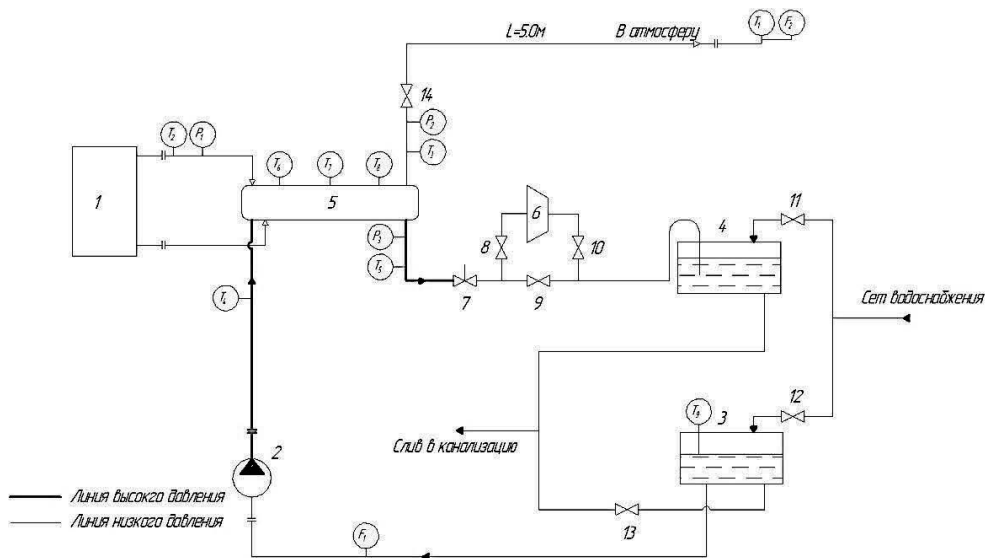 L=5.0м
В атмосферу
T1
F2
14
P2
T3
T2
P1
1
T6
T7
T8
5
P3
T5
6
8
10
7
9
4
11
Сет водоснабжения
T4
12
T9
3
Слив в канализацию
2
13
F1
Линия высокга давления
Линия низкого давления